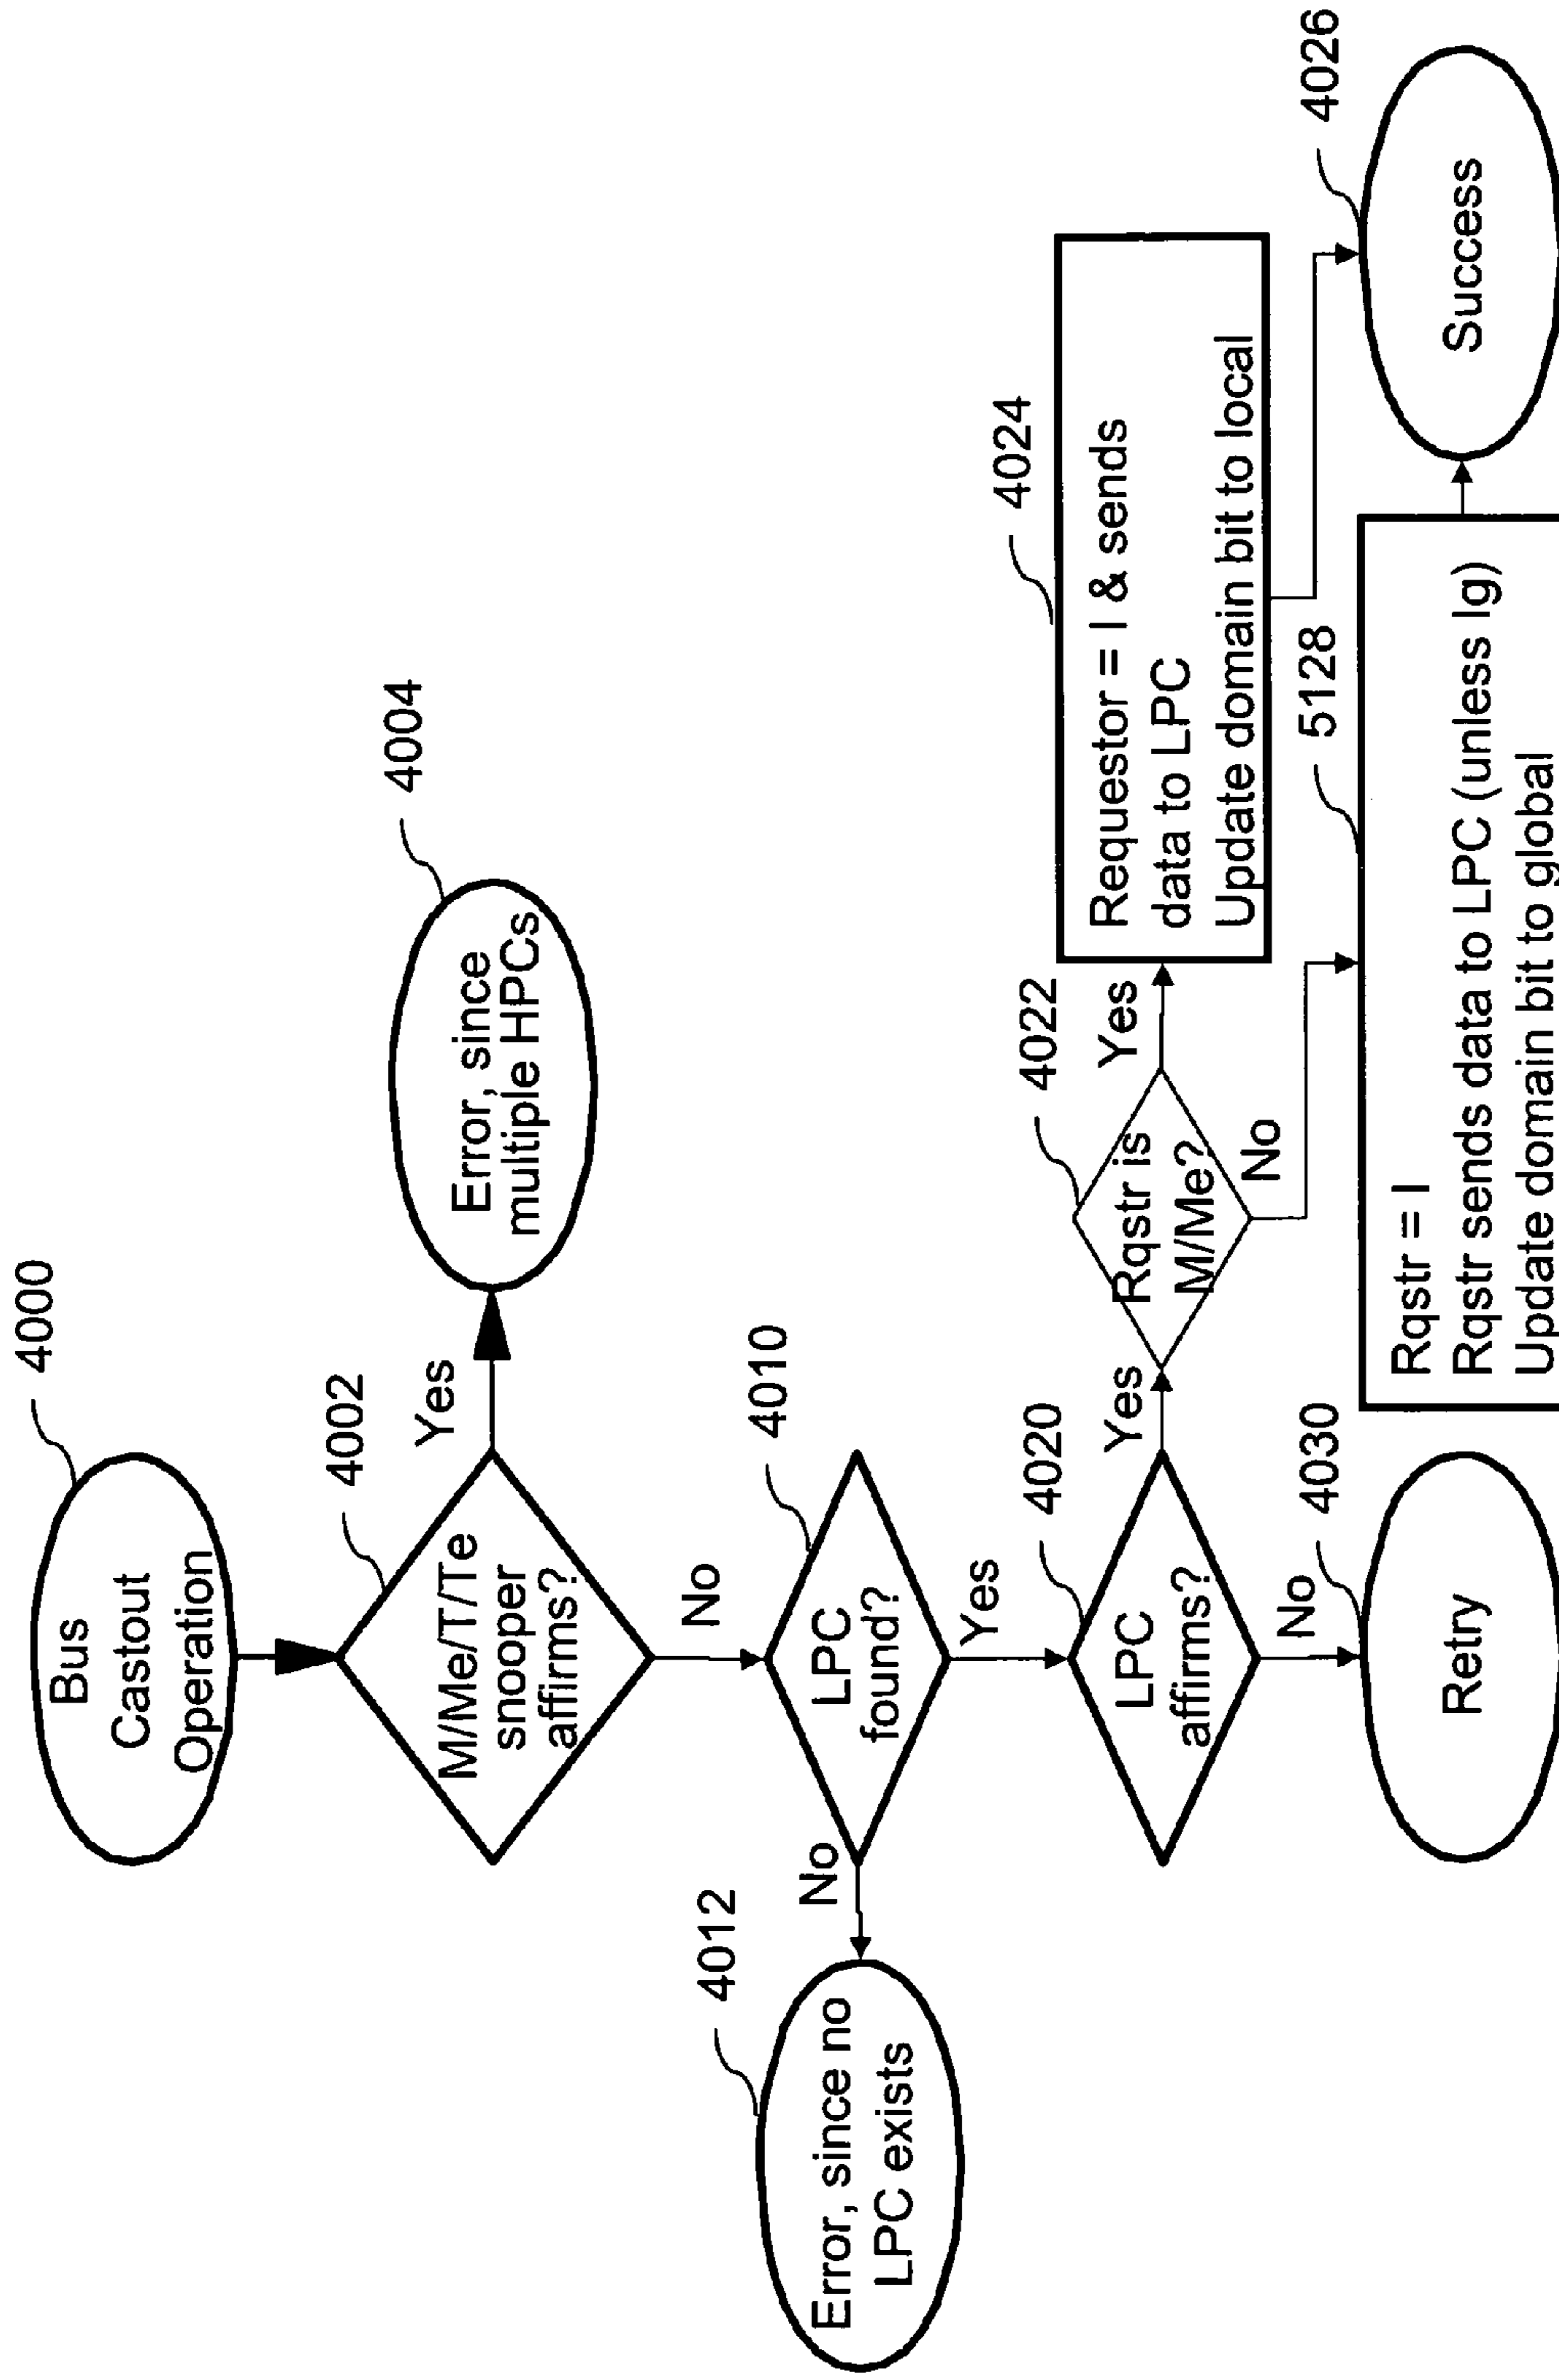 4000
Bus
Castout
Operation
4002
M/Me/T/Te
snooper
affirms?
Yes
4004
Error, since
multiple HPCs
No
4010
LPC
found?
No
4012
Error, since no
LPC exists
Yes
4020
LPC
affirms?
Yes
4022
Rqstr is
M/Me?
Yes
4024
Requestor = I & sends
data to LPC
Update domain bit to local
No
4030
Retry
No
5128
Rqstr = I
Rqstr sends data to LPC (unless Ig)
Update domain bit to global
4026
Success